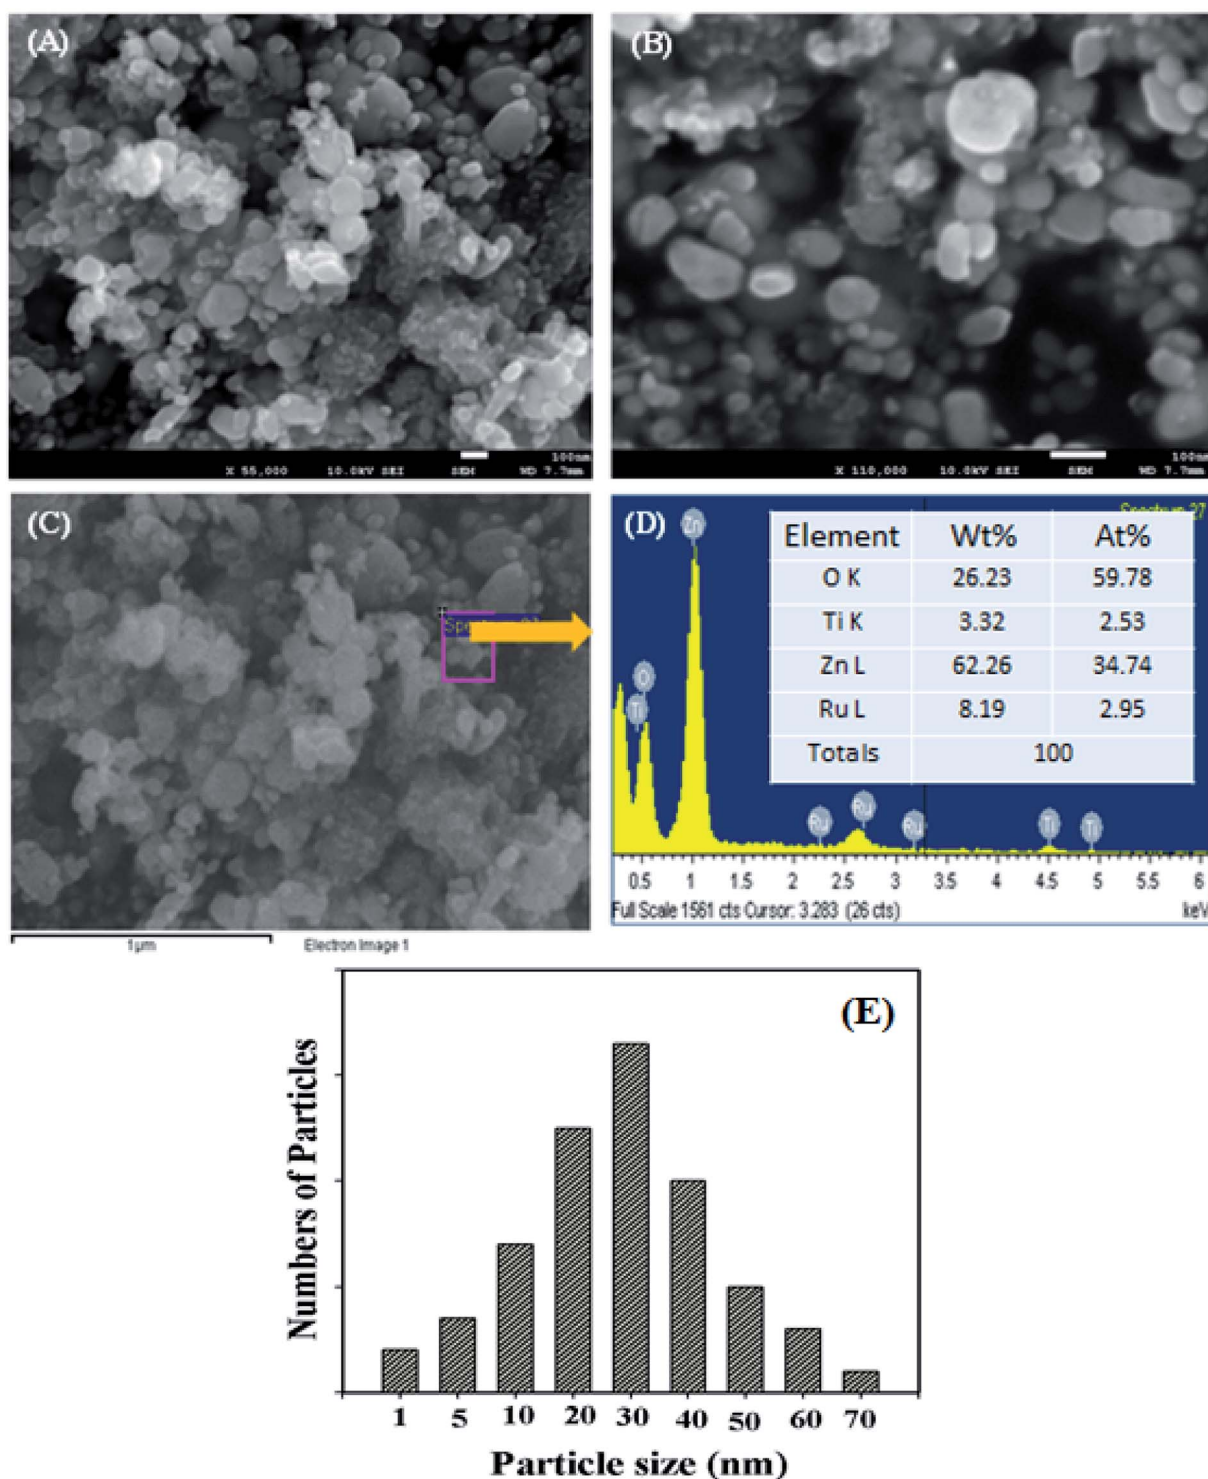 (A)
X 55,000 10.0kV SEI SEM 100nm WD 7.7mm
(B)
X 110,000 10.0kV SEI SEM 100nm WD 7.7mm
(C)
1µm Electron Image 1
(D)
Spectrum 27
Zn
O
Ti
Ru
Ru
Ru
Ti
Ti
Element Wt% At%
O K 26.23 59.78
Ti K 3.32 2.53
Zn L 62.26 34.74
Ru L 8.19 2.95
Totals 100
0.5 1 1.5 2 2.5 3 3.5 4 4.5 5 5.5 6
Full Scale 1561 cts Cursor: 3.283 (26 cts) keV
(E)
Numbers of Particles
1 5 10 20 30 40 50 60 70
Particle size (nm)